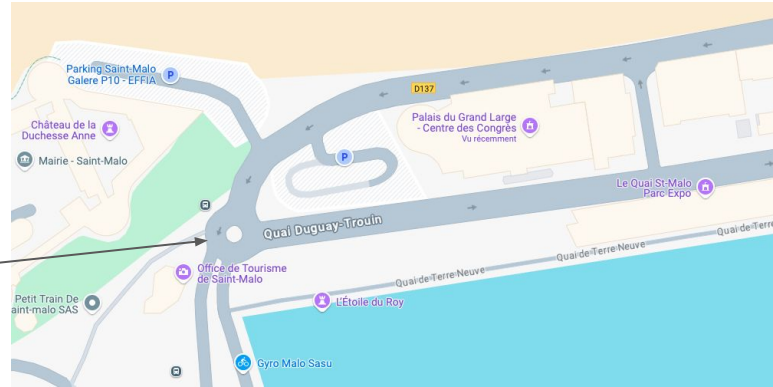 Parking Saint-Malo
Galere P10 - EFFIA
P
D137
Château de la
Duchesse Anne
Palais du Grand Large
- Centre des Congrès
Vu récemment
Mairie - Saint-Malo
P
Le Quai St-Malo
Parc Expo
Quai Duguay-Trouin
Quai de Terre
Quai de Terre Neuve
Office de Tourisme
de Saint-Malo
Quai de Terre Neuve
Petit Train De
aint-malo SAS
L'Étoile du Roy
Gyro Malo Sasu